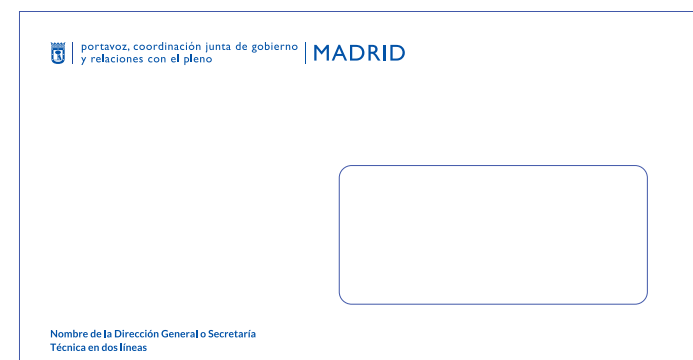 portavoz, coordinación junta de gobierno
y relaciones con el pleno
MADRID
Nombre de la Dirección General o Secretaría
Técnica en dos líneas